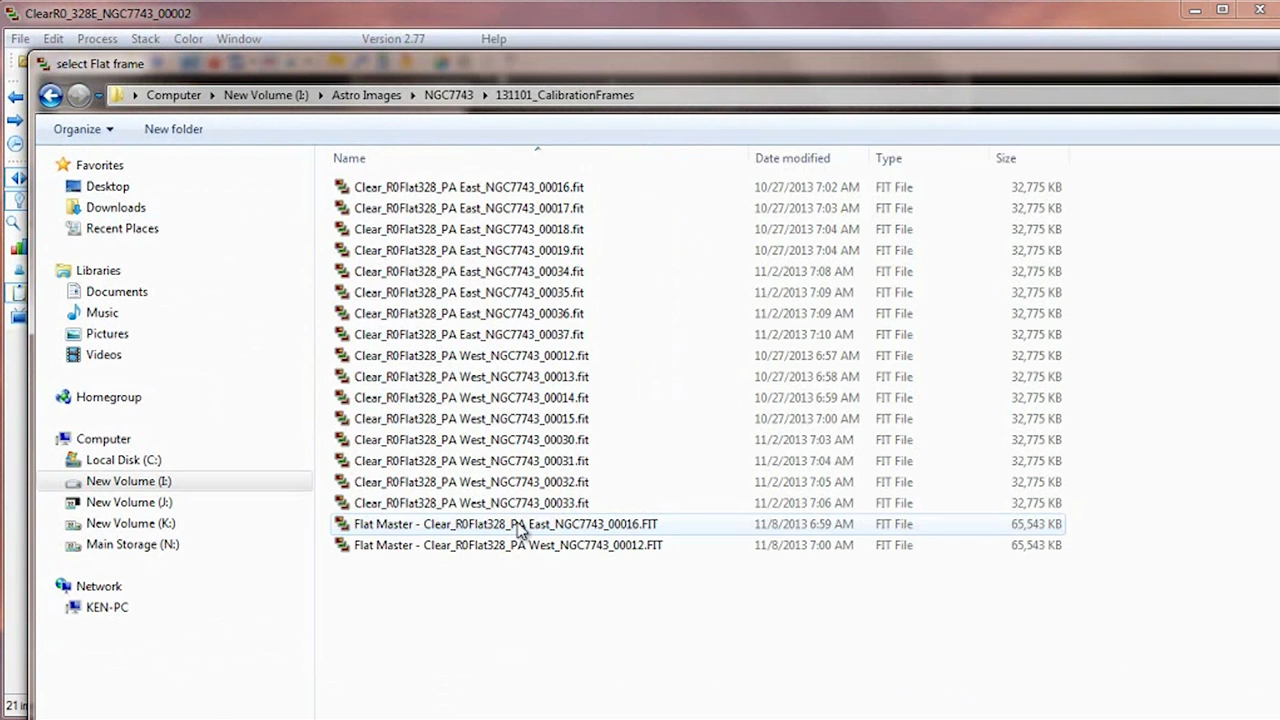 ClearR0_328E_NGC7743_00002
File Edit Process Stack Color Window Version 2.77 Help
select Flat frame
Computer New Volume (I:) Astro Images NGC7743 131101_CalibrationFrames
Organize New folder
Name Date modified Type Size
Favorites
Desktop
Downloads
Recent Places
Libraries
Documents
Music
Pictures
Videos
Homegroup
Computer
Local Disk (C:)
New Volume (I:)
New Volume (J:)
New Volume (K:)
Main Storage (N:)
Network
KEN-PC
Clear_R0Flat328_PA East_NGC7743_00016.fit 10/27/2013 7:02 AM FIT File 32,775 KB
Clear_R0Flat328_PA East_NGC7743_00017.fit 10/27/2013 7:03 AM FIT File 32,775 KB
Clear_R0Flat328_PA East_NGC7743_00018.fit 10/27/2013 7:04 AM FIT File 32,775 KB
Clear_R0Flat328_PA East_NGC7743_00019.fit 10/27/2013 7:04 AM FIT File 32,775 KB
Clear_R0Flat328_PA East_NGC7743_00034.fit 11/2/2013 7:08 AM FIT File 32,775 KB
Clear_R0Flat328_PA East_NGC7743_00035.fit 11/2/2013 7:09 AM FIT File 32,775 KB
Clear_R0Flat328_PA East_NGC7743_00036.fit 11/2/2013 7:09 AM FIT File 32,775 KB
Clear_R0Flat328_PA East_NGC7743_00037.fit 11/2/2013 7:10 AM FIT File 32,775 KB
Clear_R0Flat328_PA West_NGC7743_00012.fit 10/27/2013 6:57 AM FIT File 32,775 KB
Clear_R0Flat328_PA West_NGC7743_00013.fit 10/27/2013 6:58 AM FIT File 32,775 KB
Clear_R0Flat328_PA West_NGC7743_00014.fit 10/27/2013 6:59 AM FIT File 32,775 KB
Clear_R0Flat328_PA West_NGC7743_00015.fit 10/27/2013 7:00 AM FIT File 32,775 KB
Clear_R0Flat328_PA West_NGC7743_00030.fit 11/2/2013 7:03 AM FIT File 32,775 KB
Clear_R0Flat328_PA West_NGC7743_00031.fit 11/2/2013 7:04 AM FIT File 32,775 KB
Clear_R0Flat328_PA West_NGC7743_00032.fit 11/2/2013 7:05 AM FIT File 32,775 KB
Clear_R0Flat328_PA West_NGC7743_00033.fit 11/2/2013 7:06 AM FIT File 32,775 KB
Flat Master - Clear_R0Flat328_PA East_NGC7743_00016.FIT 11/8/2013 6:59 AM FIT File 65,543 KB
Flat Master - Clear_R0Flat328_PA West_NGC7743_00012.FIT 11/8/2013 7:00 AM FIT File 65,543 KB
21 in